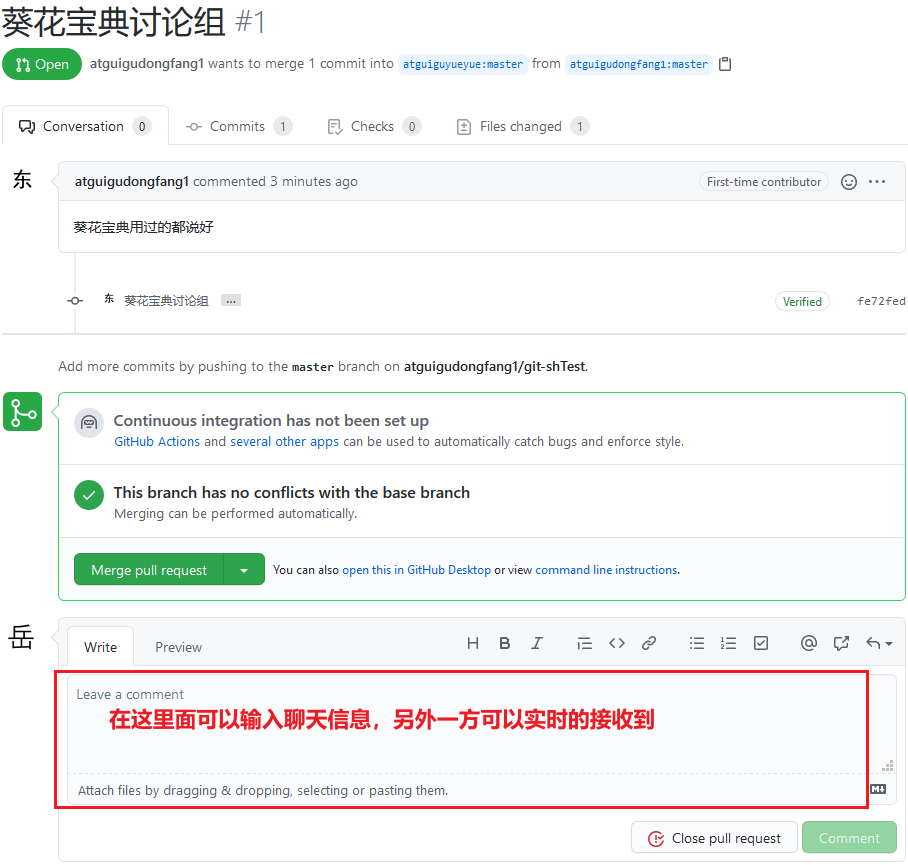 葵花宝典讨论组 #1
Open atguigudongfang1 wants to merge 1 commit into atguiguyueyue:master from atguigudongfang1:master
Conversation 0 Commits 1 Checks 0 Files changed 1
东 atguigudongfang1 commented 3 minutes ago First-time contributor
葵花宝典用过的都说好
东 葵花宝典讨论组 ... Verified fe72fed
Add more commits by pushing to the master branch on atguigudongfang1/git-shTest.
Continuous integration has not been set up
GitHub Actions and several other apps can be used to automatically catch bugs and enforce style.
This branch has no conflicts with the base branch
Merging can be performed automatically.
Merge pull request You can also open this in GitHub Desktop or view command line instructions.
岳 Write Preview H B I
Leave a comment
在这里面可以输入聊天信息，另外一方可以实时的接收到
Attach files by dragging & dropping, selecting or pasting them.
Close pull request Comment